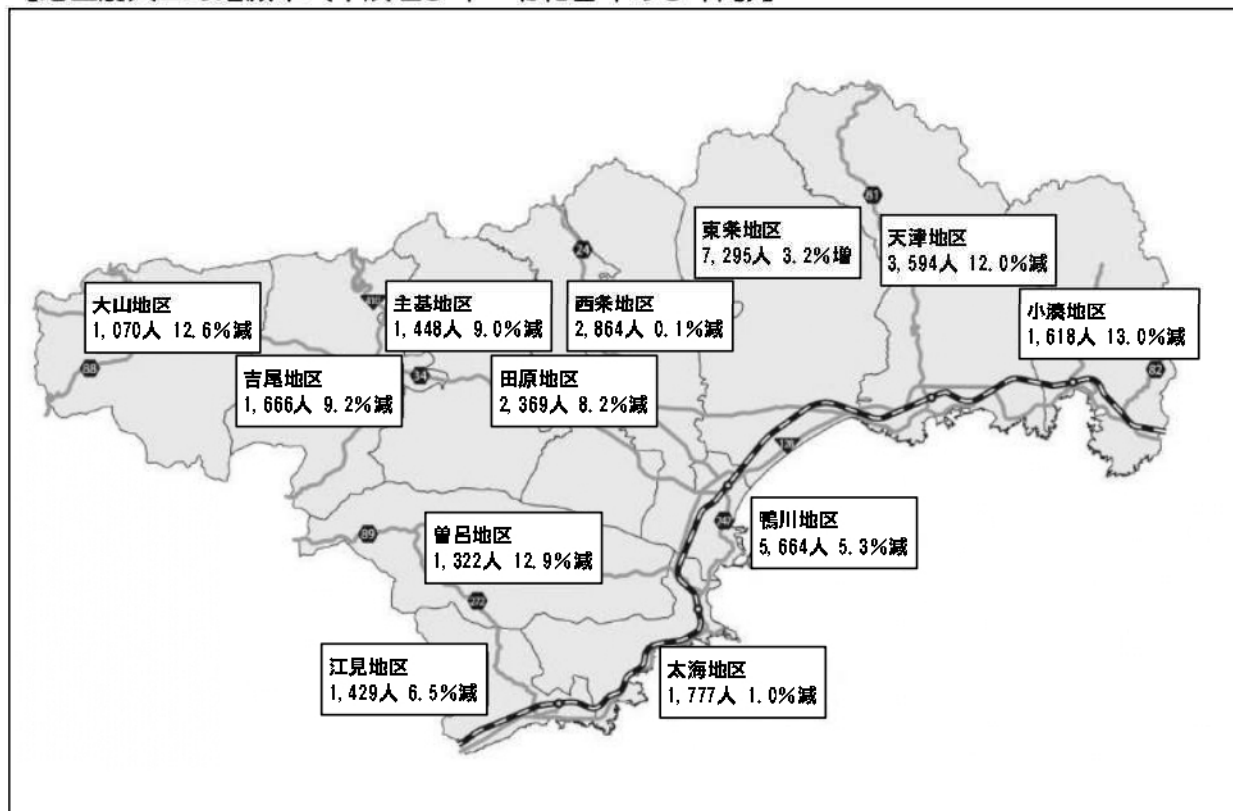 東条地区
7,295人 3.2%増
天津地区
3,594人 12.0%減
小湊地区
1,618人 13.0%減
大山地区
1,070人 12.6%減
主基地区
1,448人 9.0%減
西条地区
2,864人 0.1%減
吉尾地区
1,666人 9.2%減
田原地区
2,369人 8.2%減
曽呂地区
1,322人 12.9%減
鴨川地区
5,664人 5.3%減
江見地区
1,429人 6.5%減
太海地区
1,777人 1.0%減
81
24
88
34
82
89
272